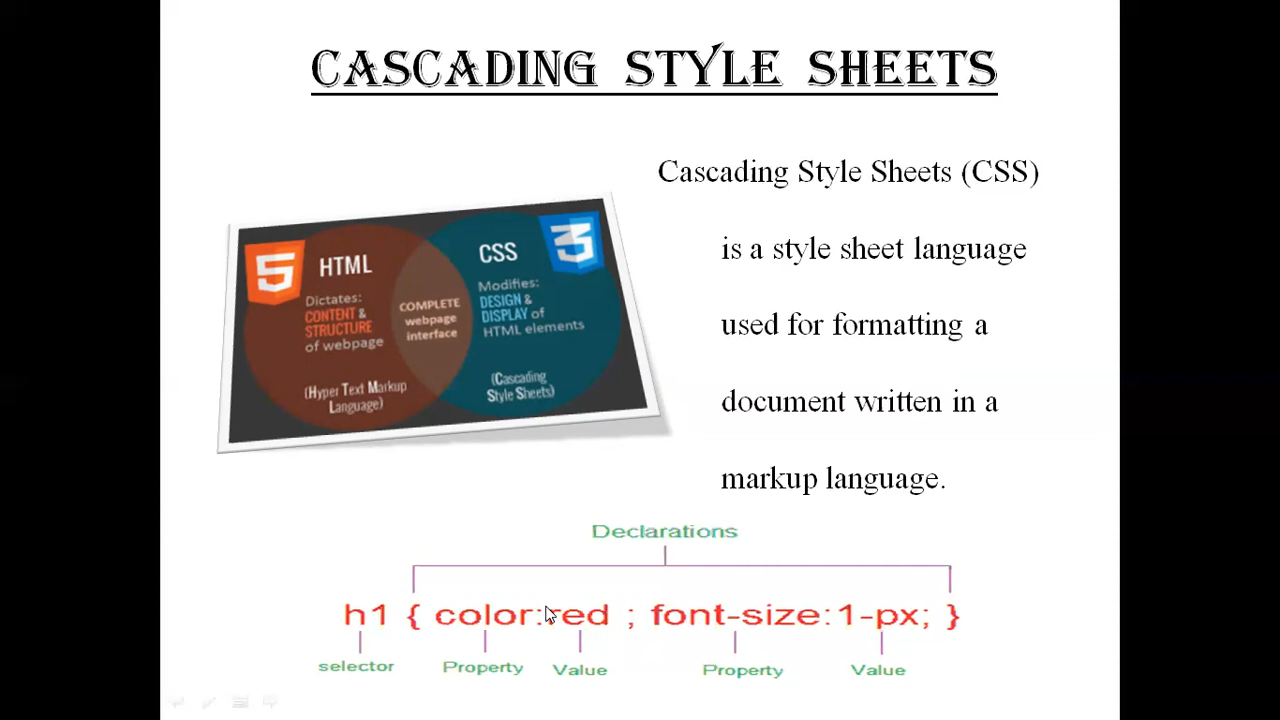 CASCADING STYLE SHEETS
Cascading Style Sheets (CSS)
is a style sheet language
used for formatting a
document written in a
markup language.
5
HTML
Dictates:
CONTENT &
STRUCTURE
of webpage
(Hyper Text Markup
Language)
COMPLETE
webpage
interface
CSS
3
Modifies:
DESIGN &
DISPLAY of
HTML elements
(Cascading
Style Sheets)
Declarations
h1 { color:red ; font-size:1-px; }
selector Property Value Property Value